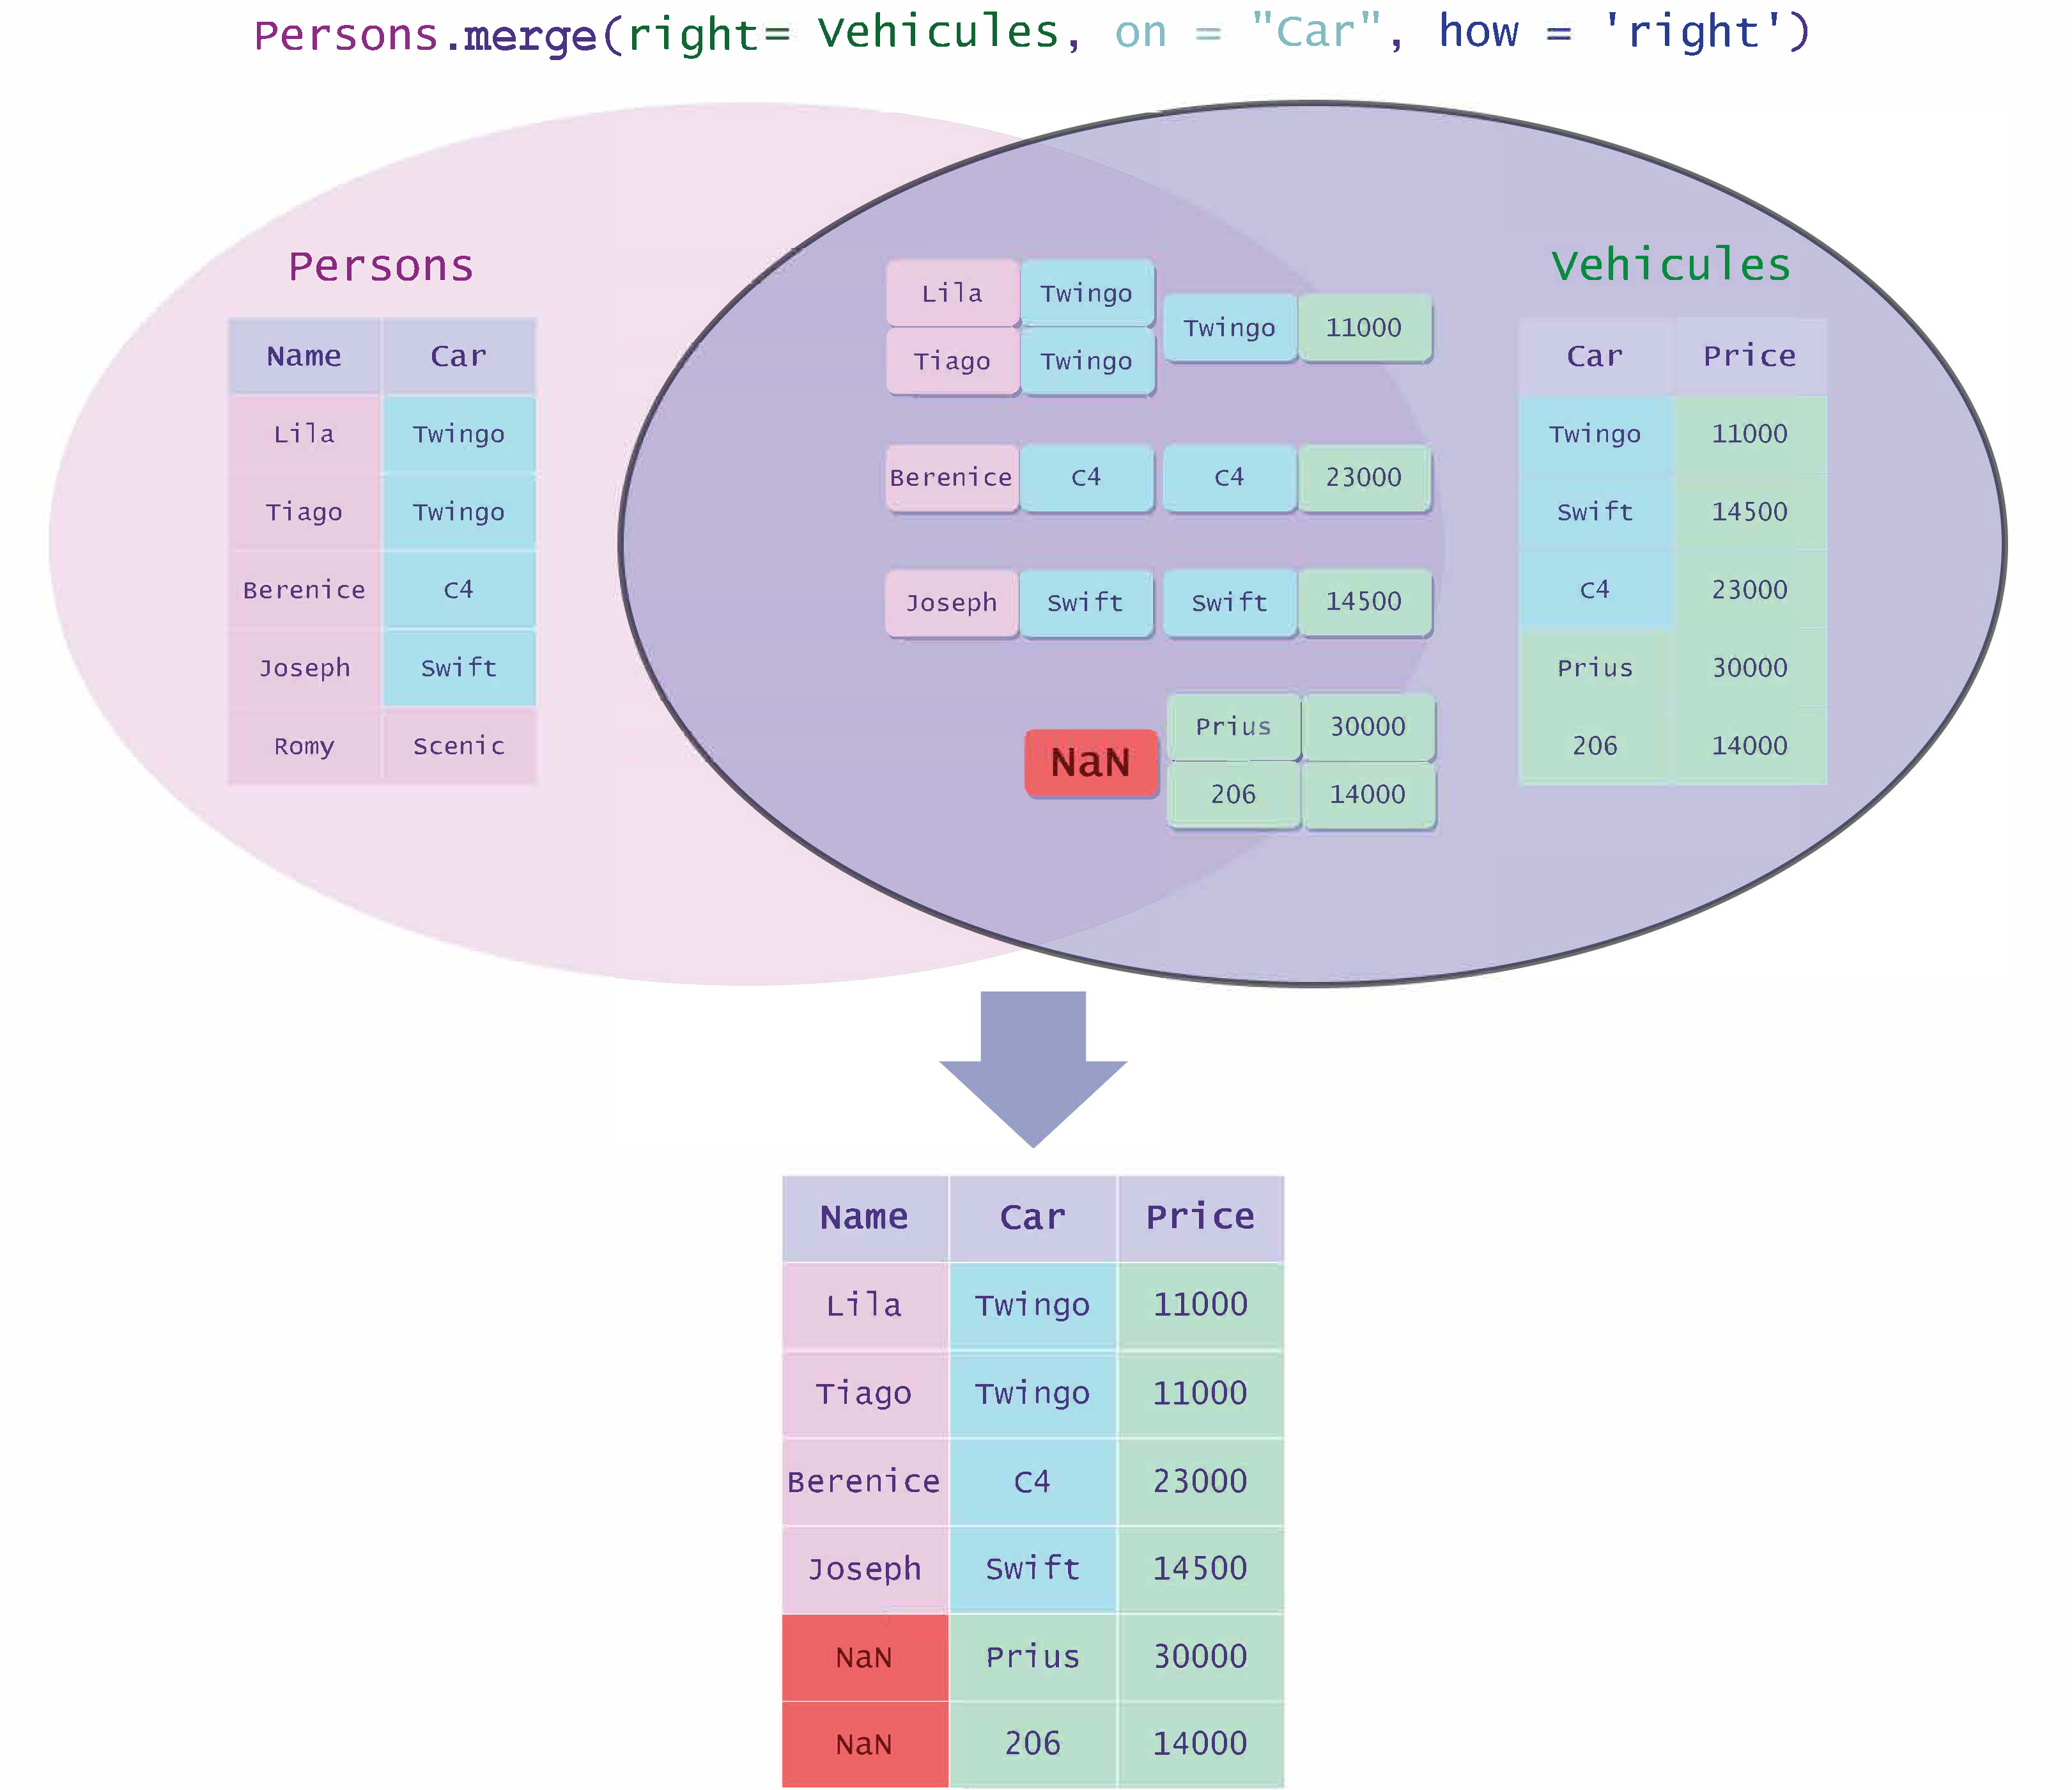 Persons.merge(right= Vehicules, on = "Car", how = 'right')
Persons
Name Car
Lila Twingo
Tiago Twingo
Berenice C4
Joseph Swift
Romy Scenic
Lila Twingo
Tiago Twingo
Twingo 11000
Berenice C4 C4 23000
Joseph Swift Swift 14500
NaN
Prius 30000
206 14000
Vehicules
Car Price
Twingo 11000
Swift 14500
C4 23000
Prius 30000
206 14000
Name Car Price
Lila Twingo 11000
Tiago Twingo 11000
Berenice C4 23000
Joseph Swift 14500
NaN Prius 30000
NaN 206 14000